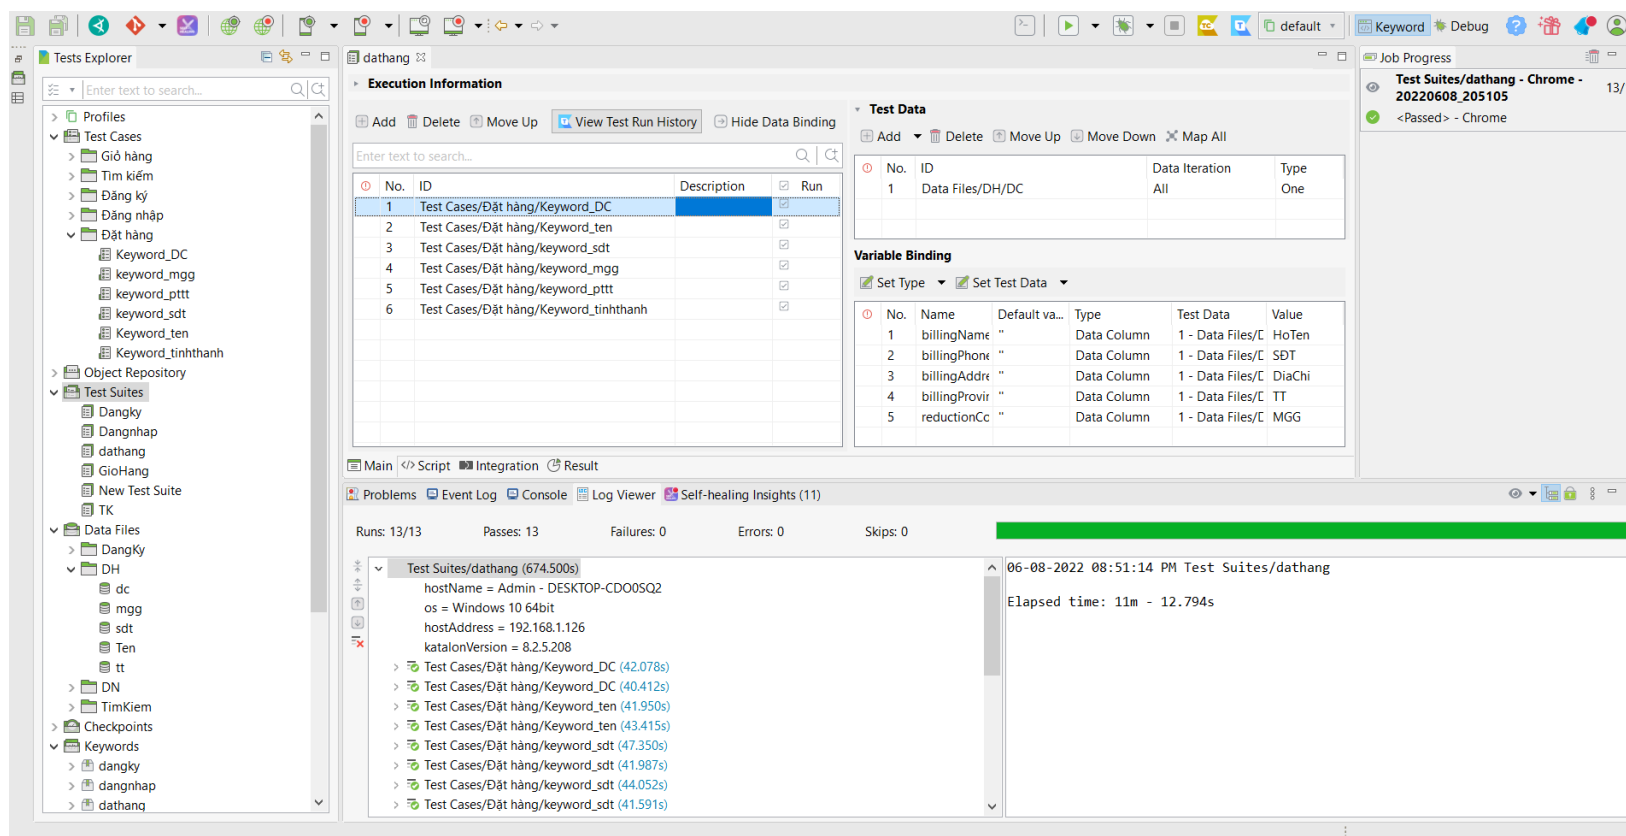 default
Keyword
Debug
Tests Explorer
Enter text to search...
Profiles
Test Cases
Giỏ hàng
Tìm kiếm
Đăng ký
Đăng nhập
Đặt hàng
Keyword_DC
keyword_mgg
keyword_pttt
keyword_sdt
Keyword_ten
Keyword_tinhthanh
Object Repository
Test Suites
Dangky
Dangnhap
dathang
GioHang
New Test Suite
TK
Data Files
DangKy
DH
dc
mgg
sdt
Ten
tt
DN
TimKiem
Checkpoints
Keywords
dangky
dangnhap
dathang
dathang
Execution Information
Add Delete Move Up View Test Run History Hide Data Binding
Enter text to search...
No. ID Description Run
1 Test Cases/Đặt hàng/Keyword_DC
2 Test Cases/Đặt hàng/Keyword_ten
3 Test Cases/Đặt hàng/keyword_sdt
4 Test Cases/Đặt hàng/keyword_mgg
5 Test Cases/Đặt hàng/keyword_pttt
6 Test Cases/Đặt hàng/Keyword_tinhthanh
Test Data
Add Delete Move Up Move Down Map All
No. ID Data Iteration Type
1 Data Files/DH/DC All One
Variable Binding
Set Type Set Test Data
No. Name Default va... Type Test Data Value
1 billingName '' Data Column 1 - Data Files/D HoTen
2 billingPhone '' Data Column 1 - Data Files/D SĐT
3 billingAddre '' Data Column 1 - Data Files/D DiaChi
4 billingProvin '' Data Column 1 - Data Files/D TT
5 reductionCo '' Data Column 1 - Data Files/D MGG
Main Script Integration Result
Job Progress
Test Suites/dathang - Chrome -
20220608_205105
13/
<Passed> - Chrome
Problems Event Log Console Log Viewer Self-healing Insights (11)
Runs: 13/13 Passes: 13 Failures: 0 Errors: 0 Skips: 0
Test Suites/dathang (674.500s)
hostName = Admin - DESKTOP-CDO0SQ2
os = Windows 10 64bit
hostAddress = 192.168.1.126
katalonVersion = 8.2.5.208
Test Cases/Đặt hàng/Keyword_DC (42.078s)
Test Cases/Đặt hàng/Keyword_DC (40.412s)
Test Cases/Đặt hàng/Keyword_ten (41.950s)
Test Cases/Đặt hàng/Keyword_ten (43.415s)
Test Cases/Đặt hàng/keyword_sdt (47.350s)
Test Cases/Đặt hàng/keyword_sdt (41.987s)
Test Cases/Đặt hàng/keyword_sdt (44.052s)
Test Cases/Đặt hàng/keyword_sdt (41.591s)
06-08-2022 08:51:14 PM Test Suites/dathang
Elapsed time: 11m - 12.794s